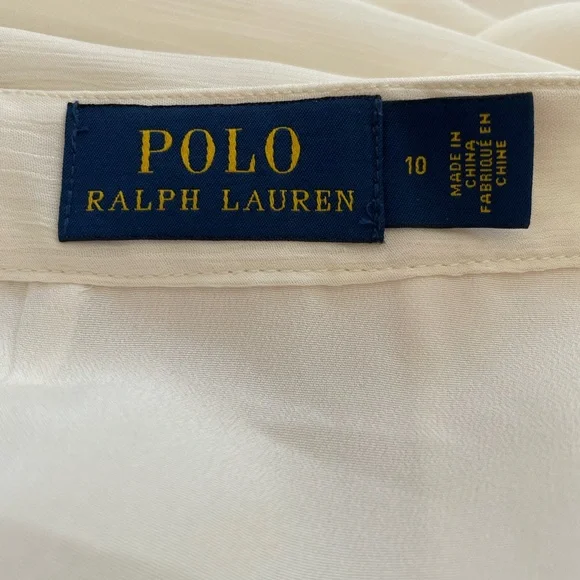 POLO
RALPH LAUREN
10
MADE IN
CHINA
FABRIQUÉ EN
CHINE